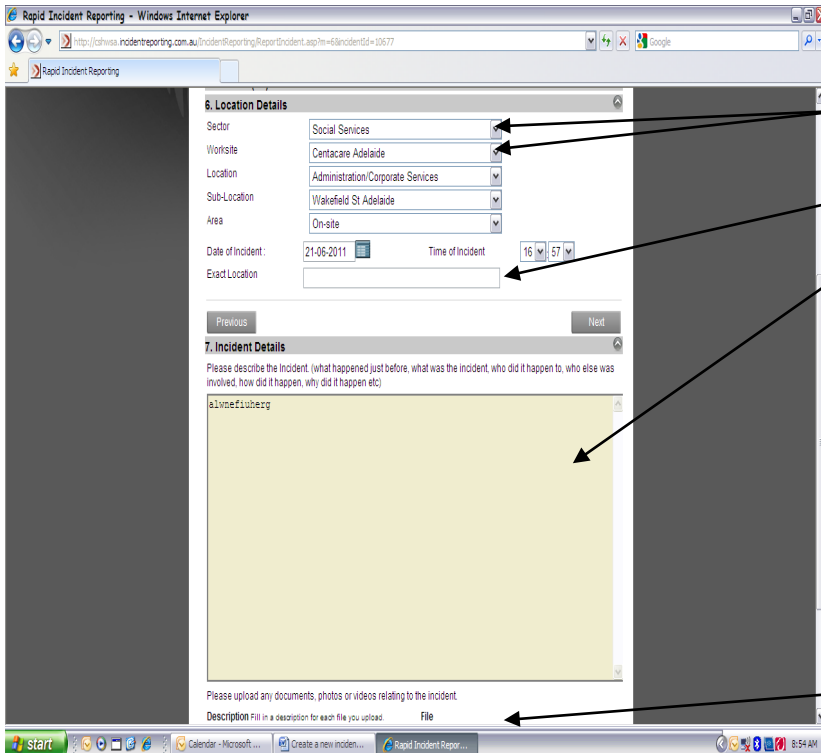 Rapid Incident Reporting - Windows Internet Explorer
http://cshwsa.incidentreporting.com.au/IncidentReporting/ReportIncident.asp?m=6&incidentId=10677
Google
Rapid Incident Reporting
6. Location Details
Sector Social Services
Worksite Centacare Adelaide
Location Administration/Corporate Services
Sub-Location Wakefield St Adelaide
Area On-site
Date of Incident : 21-06-2011 Time of Incident 16 57
Exact Location
Previous Next
7. Incident Details
Please describe the Incident. (what happened just before, what was the incident, who did it happen to, who else was
involved, how did it happen, why did it happen etc)
alwnefiuherg
Please upload any documents, photos or videos relating to the incident.
Description Fill in a description for each file you upload. File
start Calendar - Microsoft ... Create a new inciden... Rapid Incident Repor... 8:54 AM